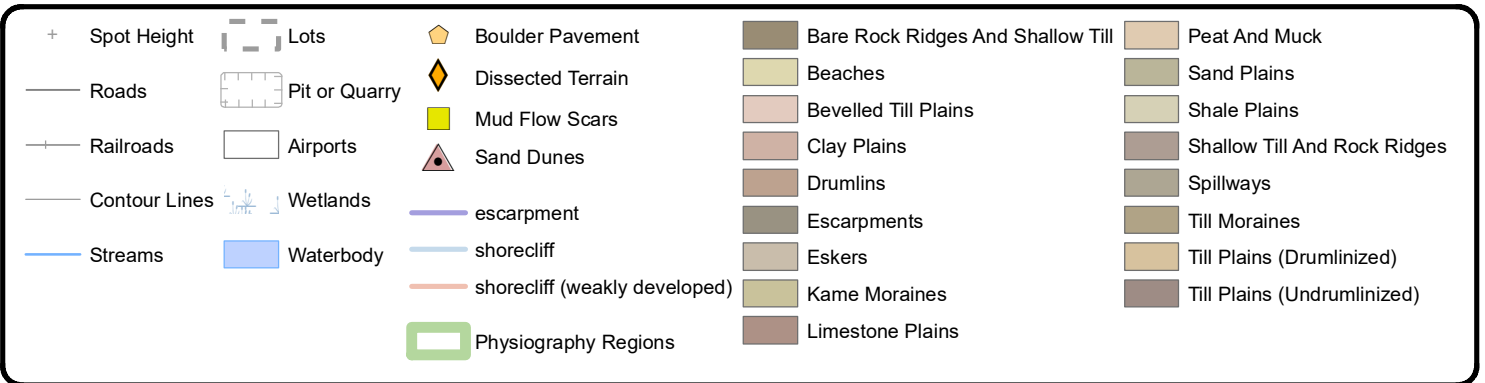 Spot Height
Roads
Railroads
Contour Lines
Streams
Lots
Pit or Quarry
Airports
Wetlands
Waterbody
Boulder Pavement
Dissected Terrain
Mud Flow Scars
Sand Dunes
escarpment
shorecliff
shorecliff (weakly developed)
Physiography Regions
Bare Rock Ridges And Shallow Till
Beaches
Bevelled Till Plains
Clay Plains
Drumlins
Escarpments
Eskers
Kame Moraines
Limestone Plains
Peat And Muck
Sand Plains
Shale Plains
Shallow Till And Rock Ridges
Spillways
Till Moraines
Till Plains (Drumlinized)
Till Plains (Undrumlinized)